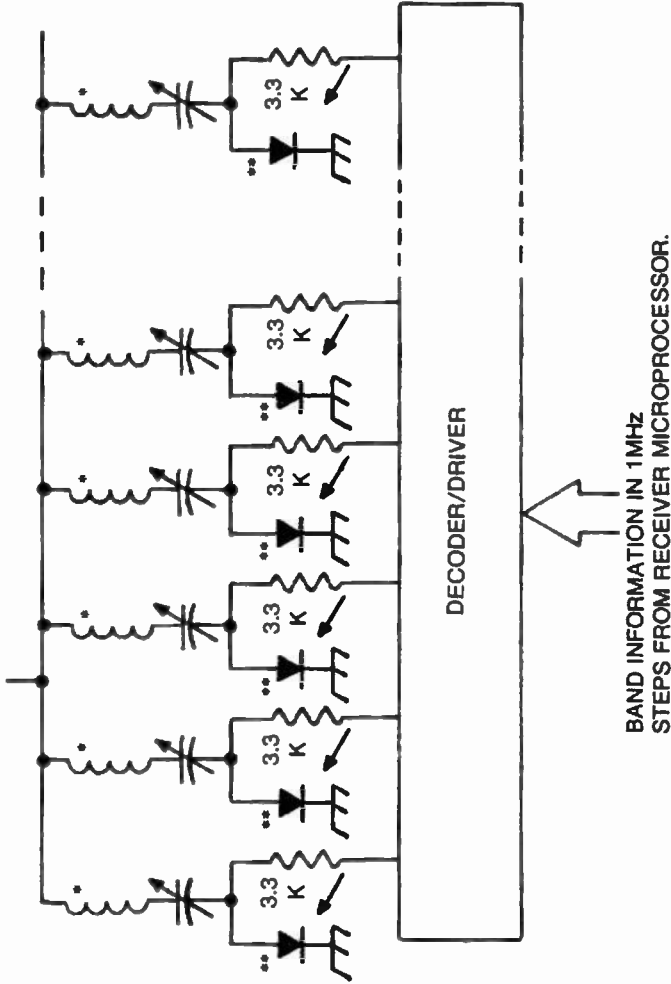 *
3.3
K
**
*
3.3
K
**
*
3.3
K
**
*
3.3
K
**
*
3.3
K
**
*
3.3
K
**
DECODER/DRIVER
BAND INFORMATION IN 1MHz
STEPS FROM RECEIVER MICROPROCESSOR.